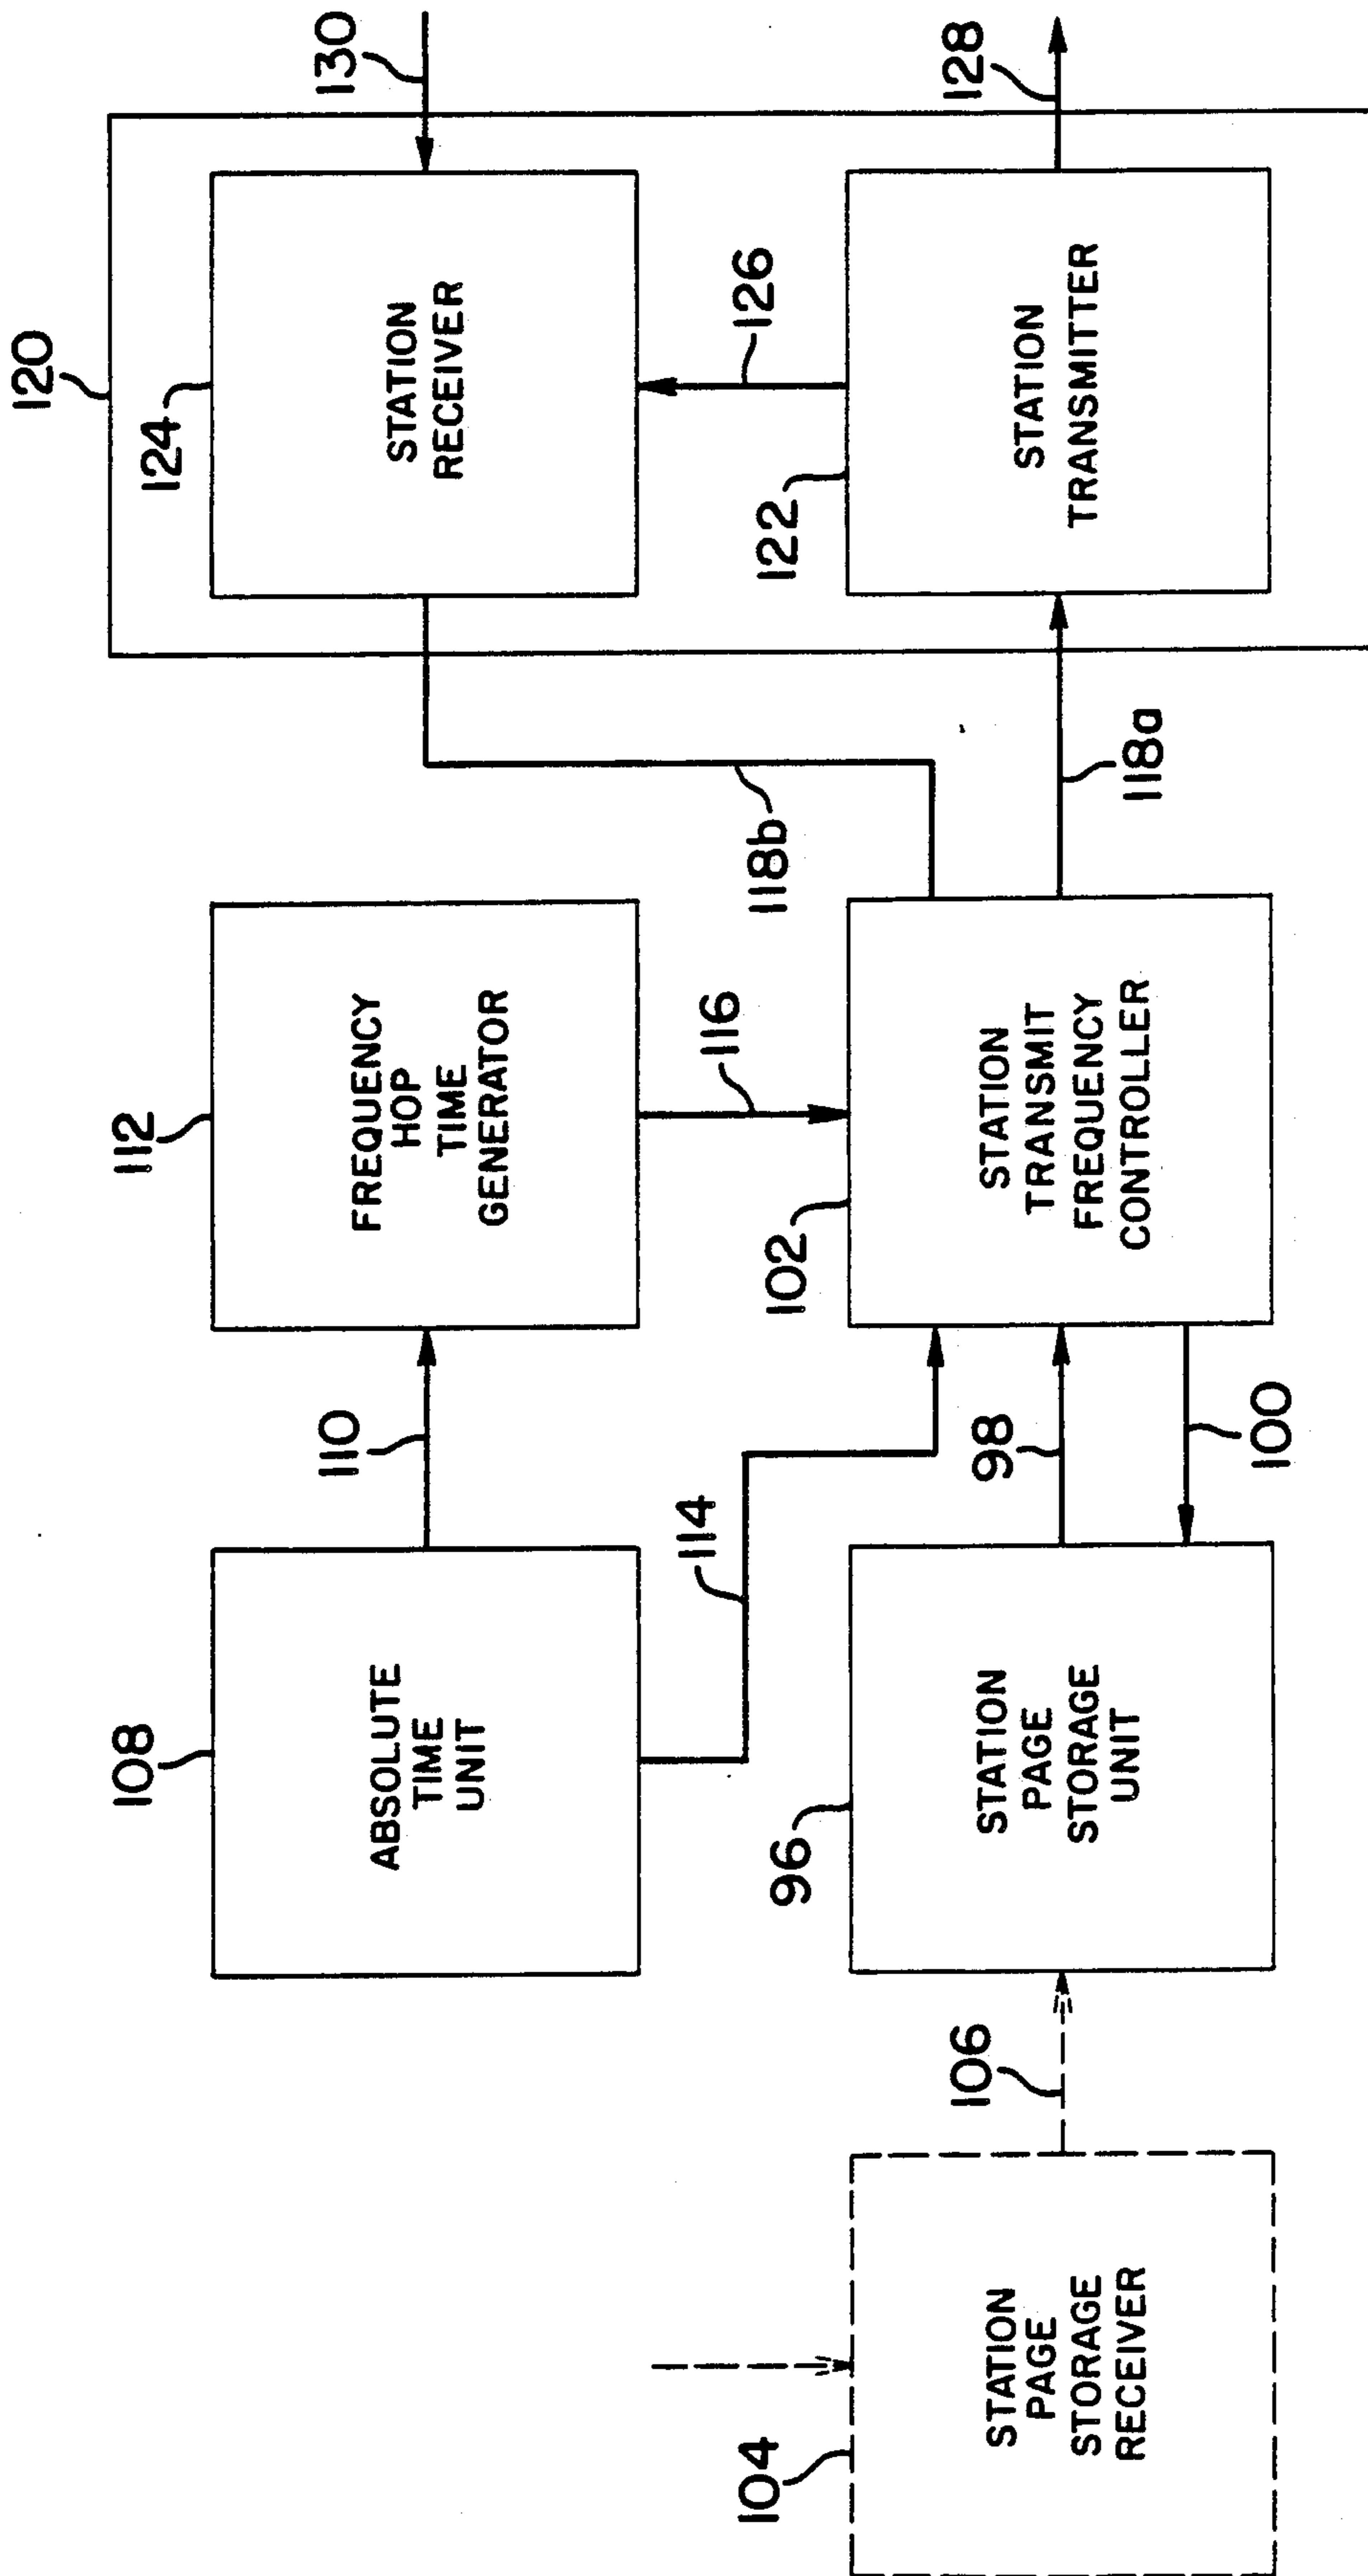 120
124
STATION
RECEIVER
130
126
122
STATION
TRANSMITTER
128
118b
118a
112
FREQUENCY
HOP
TIME
GENERATOR
116
102
STATION
TRANSMIT
FREQUENCY
CONTROLLER
110
114
98
100
108
ABSOLUTE
TIME
UNIT
96
STATION
PAGE
STORAGE
UNIT
106
104
STATION
PAGE
STORAGE
RECEIVER